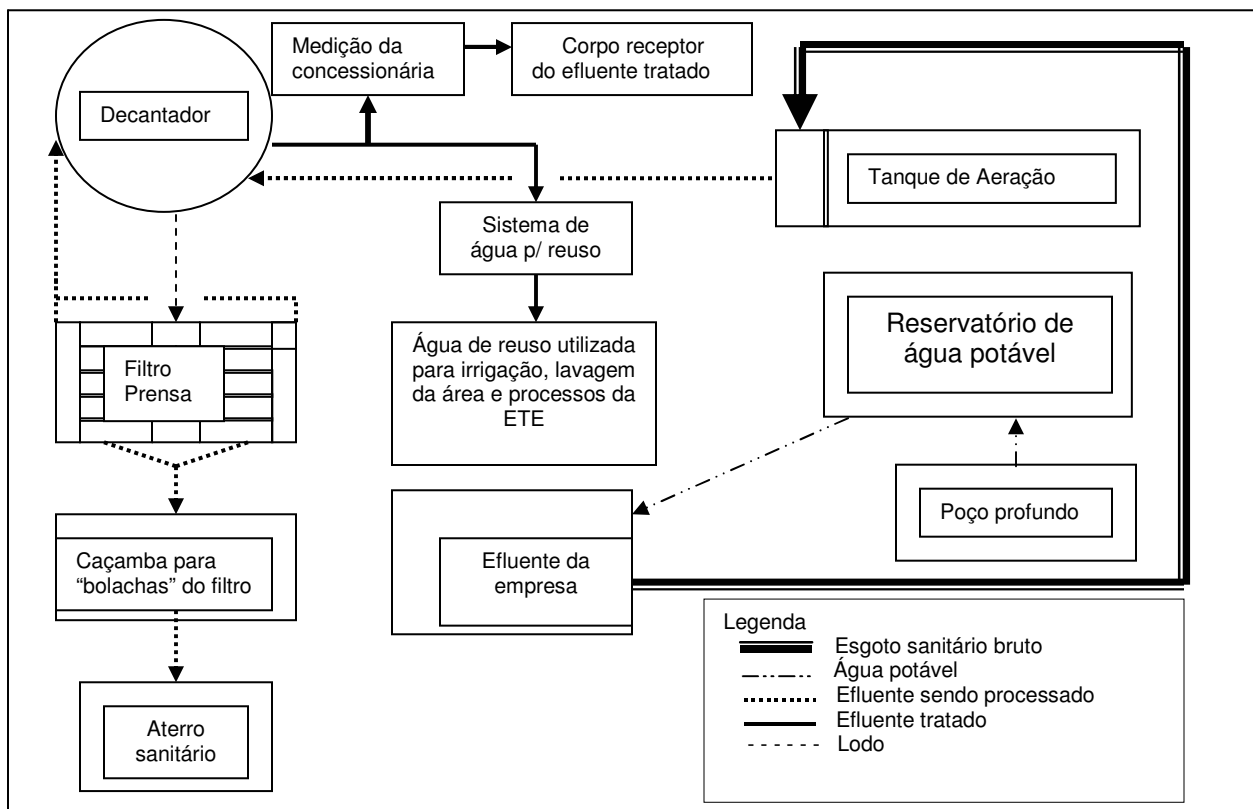 Medição da
concessionária
Corpo receptor
do efluente tratado
Decantador
Tanque de Aeração
Sistema de
água p/ reuso
Reservatório de
água potável
Filtro
Prensa
Água de reuso utilizada
para irrigação, lavagem
da área e processos da
ETE
Poço profundo
Caçamba para
“bolachas” do filtro
Efluente da
empresa
Aterro
sanitário
Legenda
Esgoto sanitário bruto
Água potável
Efluente sendo processado
Efluente tratado
Lodo